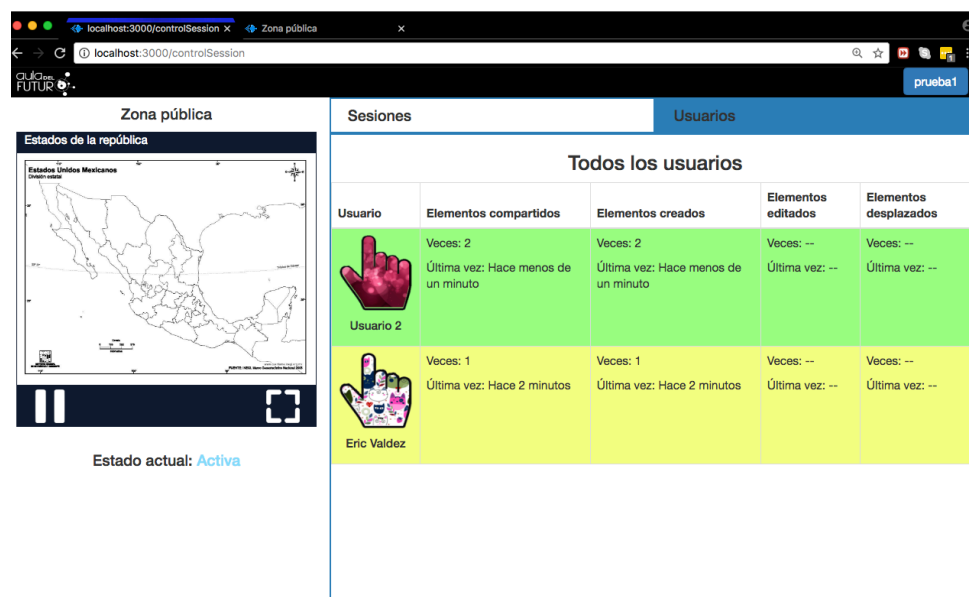 localhost:3000/controlSession
Zona pública
localhost:3000/controlSession
aula DEL
FUTUR
prueba1
Zona pública
Estados de la república
Estados Unidos Mexicanos
División estatal
Estado actual: Activa
Sesiones
Usuarios
Todos los usuarios
Usuario
Elementos compartidos
Elementos creados
Elementos
editados
Elementos
desplazados
Veces: 2
Última vez: Hace menos de
un minuto
Veces: 2
Última vez: Hace menos de
un minuto
Veces: --
Última vez: --
Veces: --
Última vez: --
Usuario 2
Veces: 1
Última vez: Hace 2 minutos
Veces: 1
Última vez: Hace 2 minutos
Veces: --
Última vez: --
Veces: --
Última vez: --
Eric Valdez